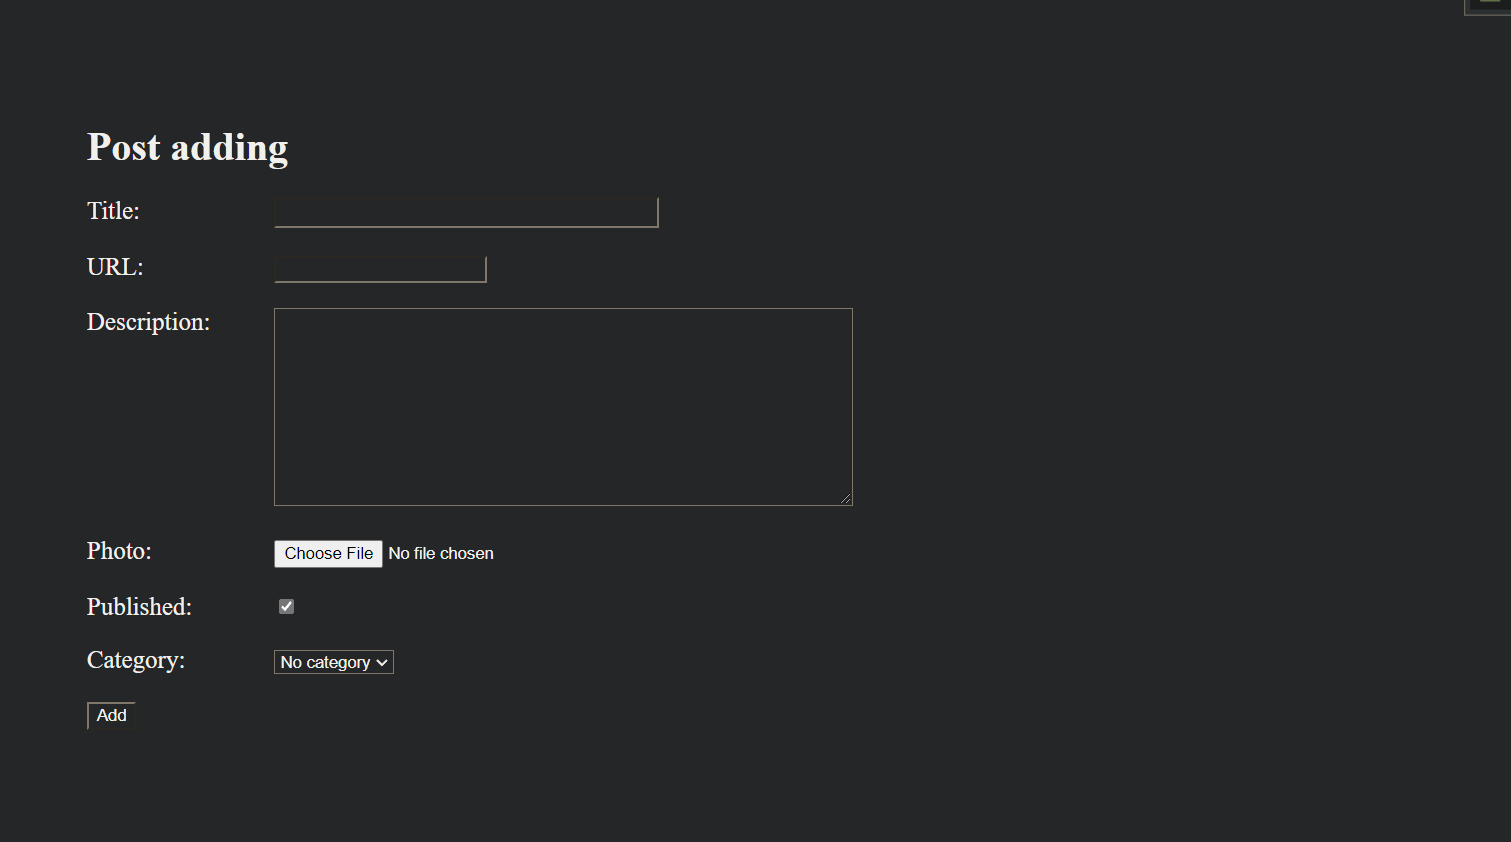 Post adding
Title:
URL:
Description:
Photo: Choose File No file chosen
Published:
Category: No category
Add